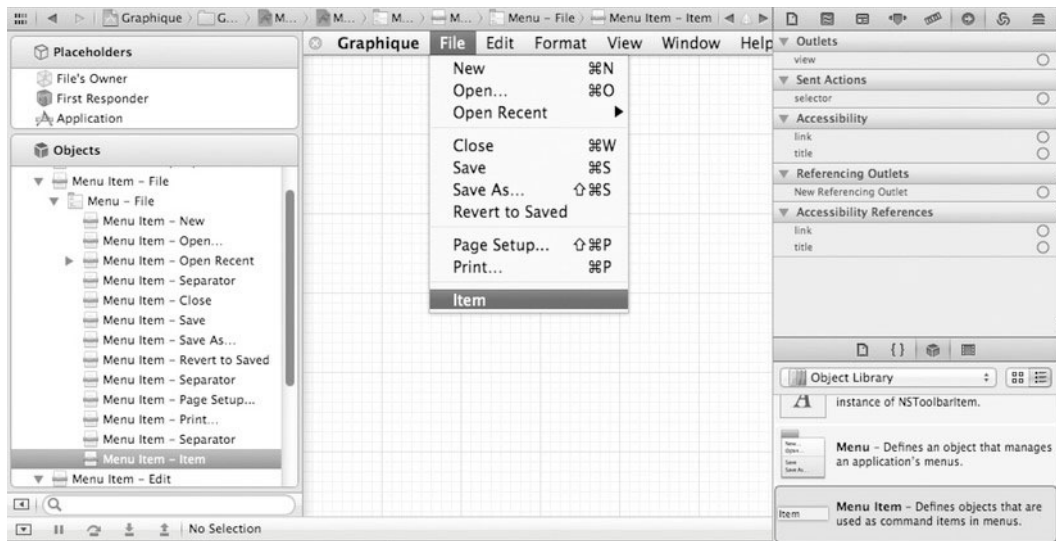 Graphique
G...
M...
M...
M...
M...
Menu – File
Menu Item – Item
Placeholders
File's Owner
First Responder
Application
Objects
Menu Item – File
Menu – File
Menu Item – New
Menu Item – Open...
Menu Item – Open Recent
Menu Item – Separator
Menu Item – Close
Menu Item – Save
Menu Item – Save As...
Menu Item – Revert to Saved
Menu Item – Separator
Menu Item – Page Setup...
Menu Item – Print...
Menu Item – Separator
Menu Item – Item
Menu Item – Edit
No Selection
Graphique File Edit Format View Window Help
New ⌘N
Open... ⌘O
Open Recent ▶
Close ⌘W
Save ⌘S
Save As... ⇧⌘S
Revert to Saved
Page Setup... ⇧⌘P
Print... ⌘P
Item
Outlets
view
Sent Actions
selector
Accessibility
link
title
Referencing Outlets
New Referencing Outlet
Accessibility References
link
title
{ }
Object Library
instance of NSToolbarItem.
Menu – Defines an object that manages
an application's menus.
Item
Menu Item – Defines objects that are
used as command items in menus.